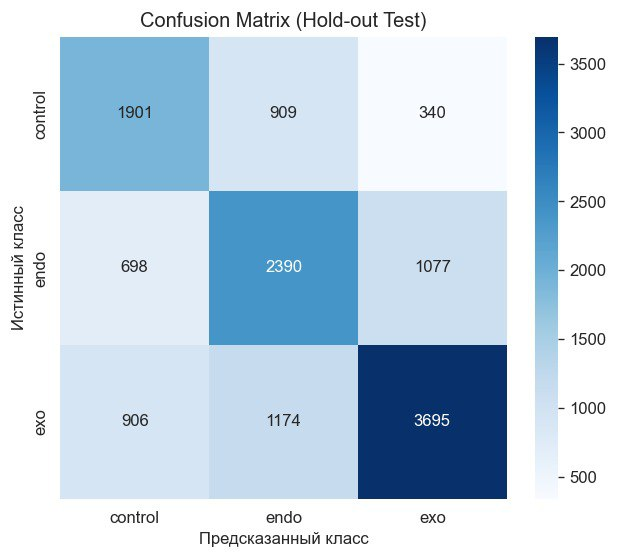 Confusion Matrix (Hold-out Test)
Истинный класс
control
1901 909 340
endo
698 2390 1077
exo
906 1174 3695
control endo exo
Предсказанный класс
3500
3000
2500
2000
1500
1000
500